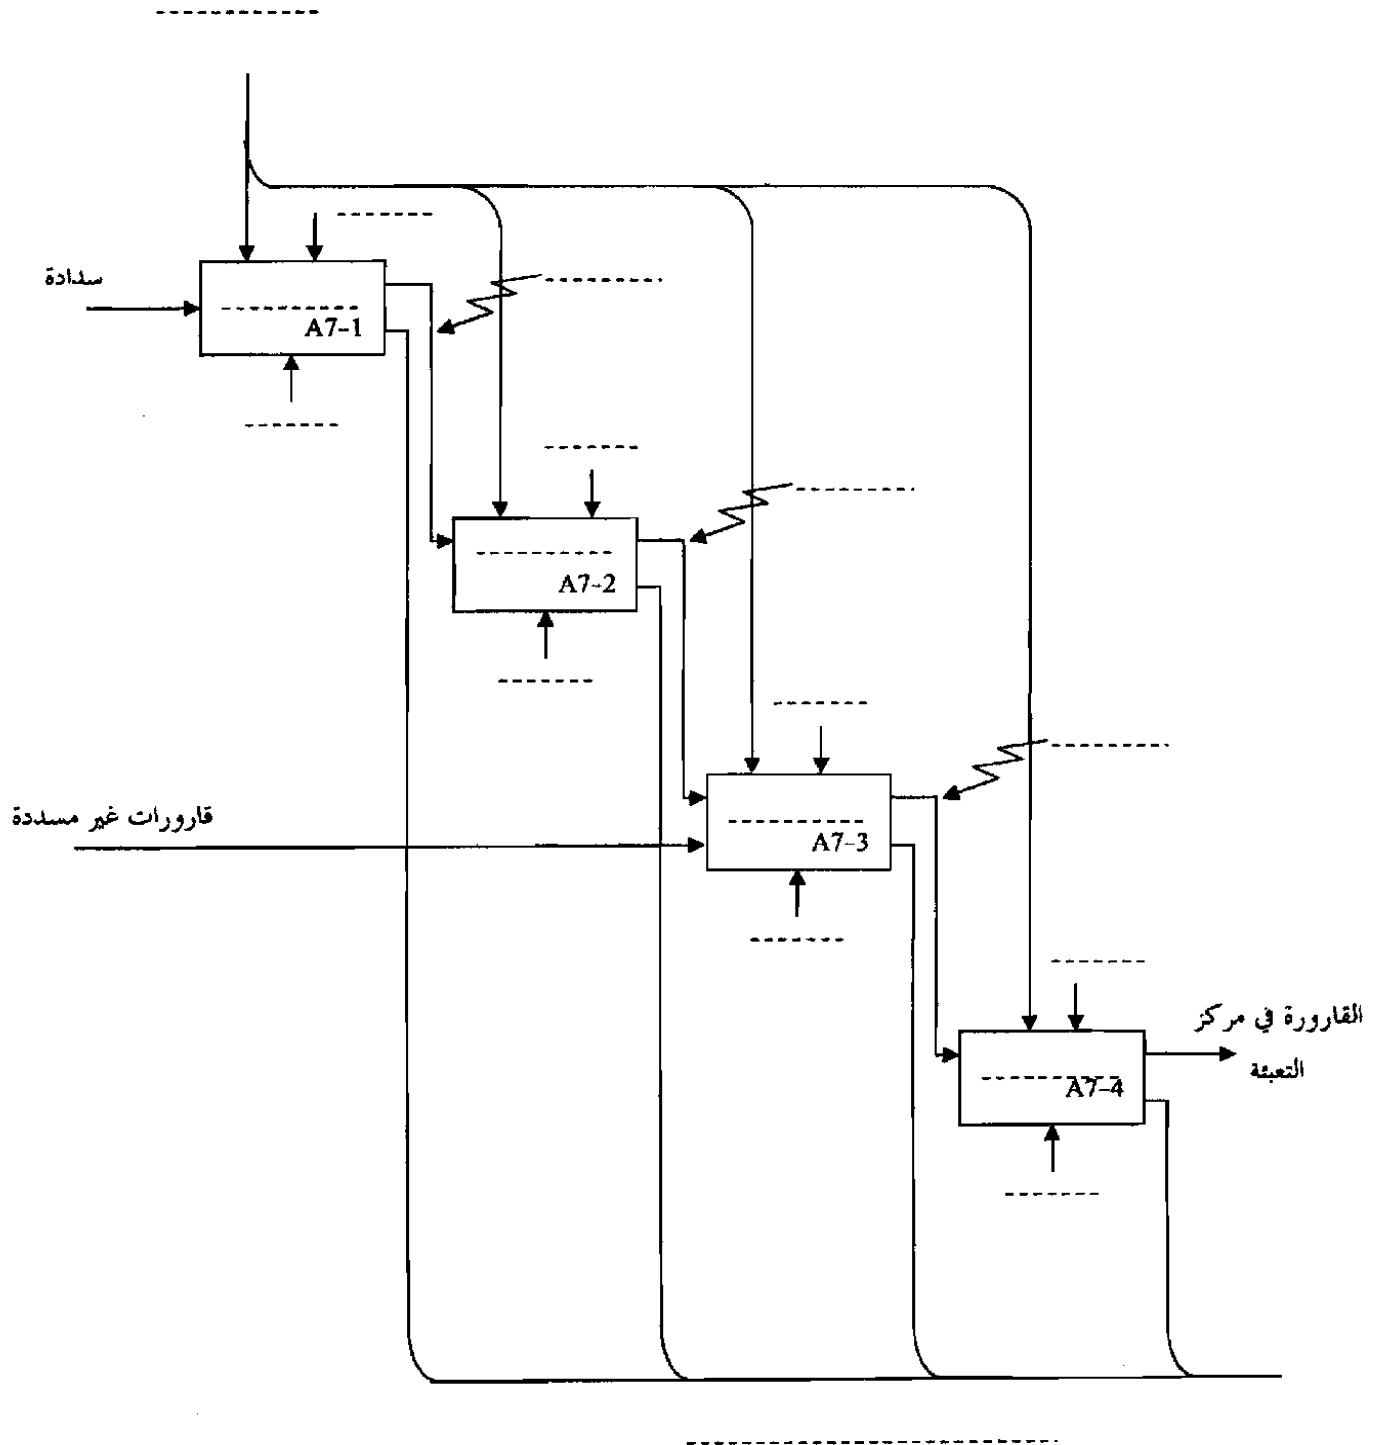 سدادة
A7-1
A7-2
قارورات غير مسددة
A7-3
القارورة في مركز
التعبئة
A7-4